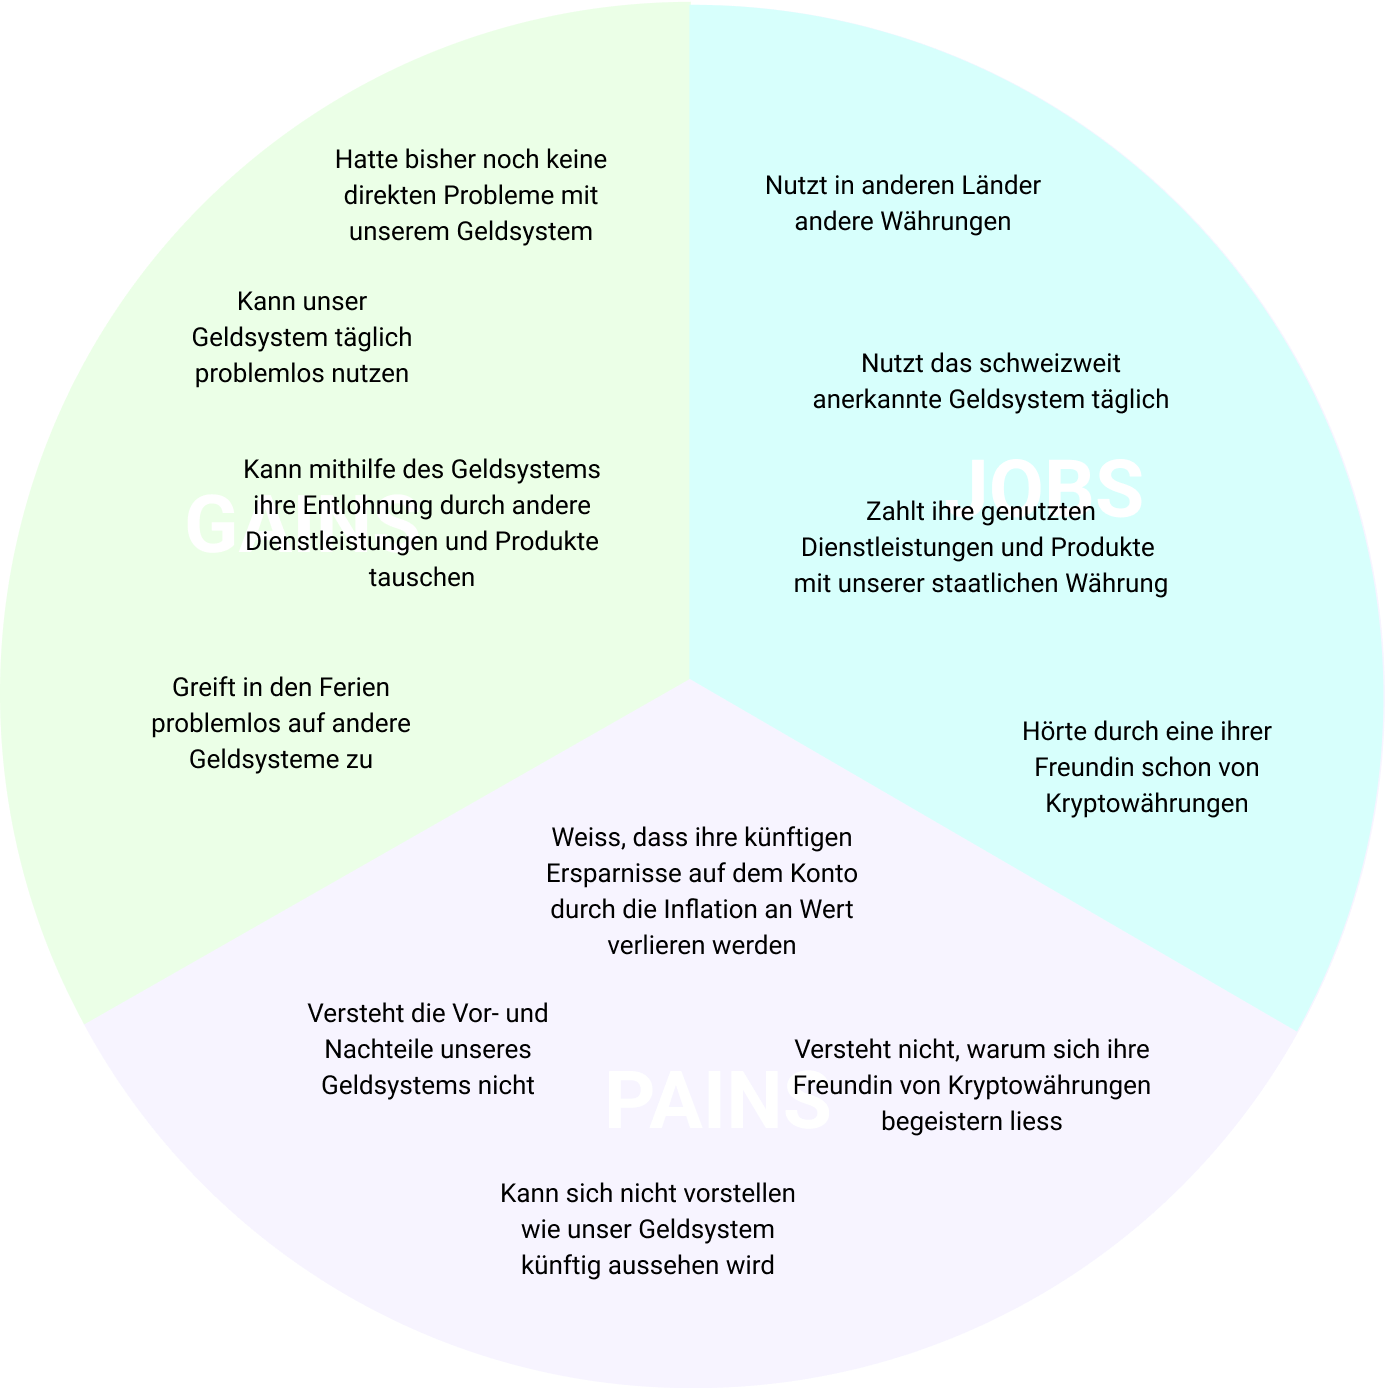 Hatte bisher noch keine
direkten Probleme mit
unserem Geldsystem
Kann unser
Geldsystem täglich
problemlos nutzen
GAINS
Kann mithilfe des Geldsystems
ihre Entlohnung durch andere
Dienstleistungen und Produkte
tauschen
Greift in den Ferien
problemlos auf andere
Geldsysteme zu
Nutzt in anderen Länder
andere Währungen
Nutzt das schweizweit
anerkannte Geldsystem täglich
JOBS
Zahlt ihre genutzten
Dienstleistungen und Produkte
mit unserer staatlichen Währung
Hörte durch eine ihrer
Freundin schon von
Kryptowährungen
Weiss, dass ihre künftigen
Ersparnisse auf dem Konto
durch die Inflation an Wert
verlieren werden
Versteht die Vor- und
Nachteile unseres
Geldsystems nicht
PAINS
Versteht nicht, warum sich ihre
Freundin von Kryptowährungen
begeistern liess
Kann sich nicht vorstellen
wie unser Geldsystem
künftig aussehen wird